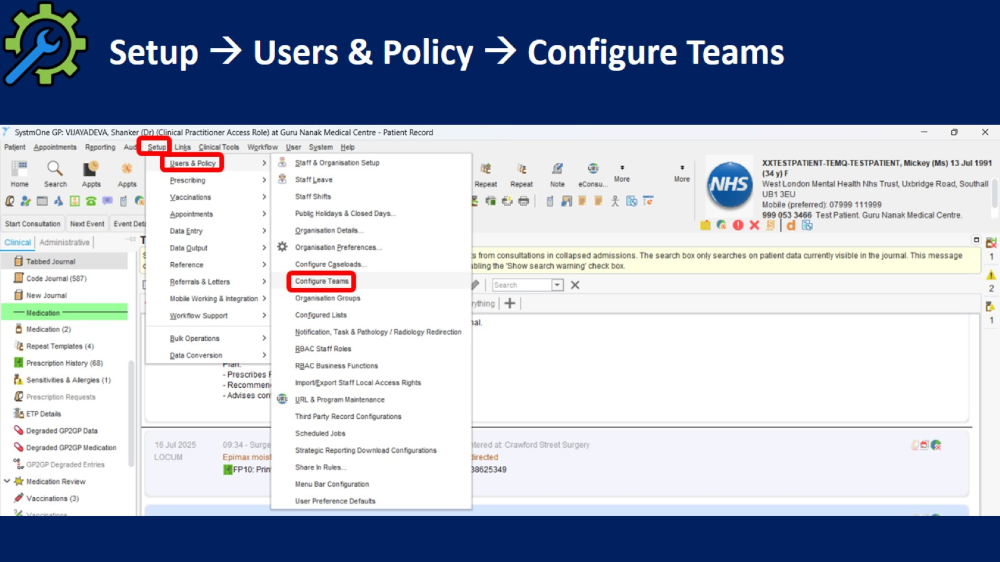 Setup → Users & Policy → Configure Teams
SystmOne GP: VIJAYADEVA, Shanker (Dr) (Clinical Practitioner Access Role) at Guru Nanak Medical Centre - Patient Record
Patient Appointments Reporting Aud Setup Links Clinical Tools Workflow User System Help
Home Search Appts Appts
Repeat Repeat Note eConsu... More More
Start Consultation Next Event Event Deta
Clinical Administrative
Tabbed Journal
Code Journal (587)
New Journal
Medication
Medication (2)
Repeat Templates (4)
Prescription History (68)
Sensitivities & Allergies (1)
Prescription Requests
ETP Details
Degraded GP2GP Data
Degraded GP2GP Medication
GP2GP Degraded Entries
Medication Review
Vaccinations (3)
Vaccinations
Users & Policy
Prescribing
Vaccinations
Appointments
Data Entry
Data Output
Reference
Referrals & Letters
Mobile Working & Integration
Workflow Support
Bulk Operations
Data Conversion
Staff & Organisation Setup
Staff Leave
Staff Shifts
Public Holidays & Closed Days...
Organisation Details...
Organisation Preferences...
Configure Caseloads...
Configure Teams
Organisation Groups
Configured Lists
Notification, Task & Pathology / Radiology Redirection
RBAC Staff Roles
RBAC Business Functions
Import/Export Staff Local Access Rights
URL
URL & Program Maintenance
Third Party Record Configurations
Scheduled Jobs
Strategic Reporting Download Configurations
Share In Rules...
Menu Bar Configuration
User Preference Defaults
NHS
XXTESTPATIENT-TEMQ-TESTPATIENT, Mickey (Ms) 13 Jul 1991
(34 y) F
West London Mental Health Nhs Trust, Uxbridge Road, Southall
UB1 3EU
Mobile (preferred): 07999 111999
999 053 3466 Test Patient. Guru Nanak Medical Centre.
s from consultations in collapsed admissions. The search box only searches on patient data currently visible in the journal. This message
bling the 'Show search warning' check box.
Search
rything
nal.
Plan:
- Prescribes
- Recommen
- Advises con
16 Jul 2025 09:34 - Surge ntered at: Crawford Street Surgery
LOCUM Epimax moist directed
FP10: Prin 38625349
1
2
1